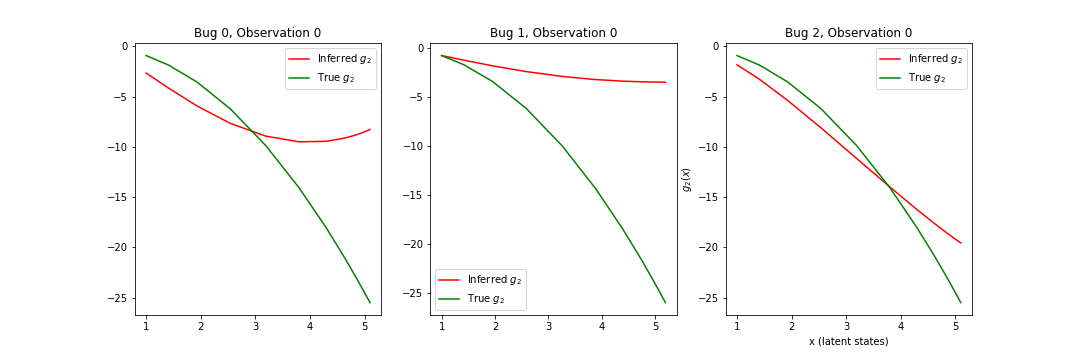 Bug 0, Observation 0
0
−5
−10
−15
−20
−25
1 2 3 4 5
Inferred g₂
True g₂
Bug 1, Observation 0
0
−5
−10
−15
−20
−25
1 2 3 4 5
Inferred g₂
True g₂
Bug 2, Observation 0
g₂(x)
0
−5
−10
−15
−20
−25
1 2 3 4 5
x (latent states)
Inferred g₂
True g₂